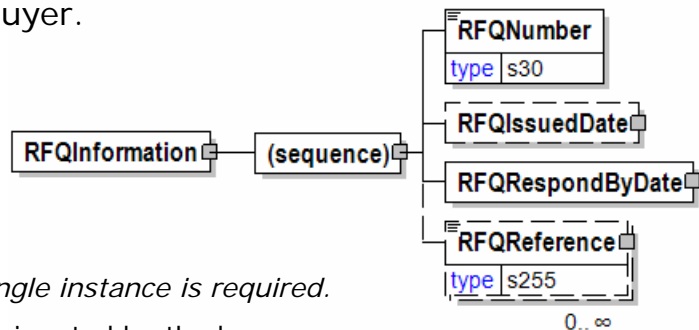 uyer.
RFQNumber
type s30
RFQIssuedDate
RFQInformation (sequence)
RFQRespondByDate
RFQReference
type s255
ngle instance is required.
0..∞